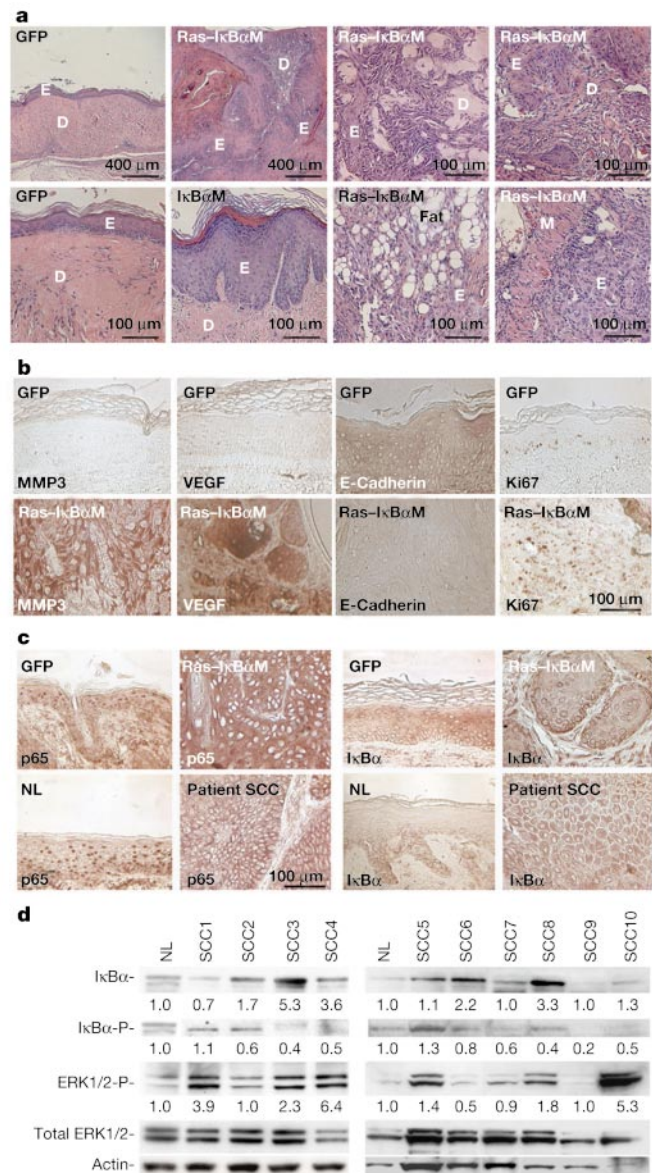 a
GFP
Ras–IκBαM
Ras–IκBαM
Ras–IκBαM
E
D
400 μm
D
E
E
400 μm
D
E
100 μm
E
D
100 μm
GFP
IκBαM
Ras–IκBαM
Ras–IκBαM
E
D
100 μm
E
D
100 μm
Fat
E
100 μm
M
E
100 μm
b
GFP
GFP
GFP
GFP
MMP3
VEGF
E-Cadherin
Ki67
Ras–IκBαM
Ras–IκBαM
Ras–IκBαM
Ras–IκBαM
100 μm
MMP3
VEGF
E-Cadherin
Ki67
c
GFP
Ras–IκBαM
GFP
Ras–IκBαM
p65
p65
IκBα
IκBα
NL
Patient SCC
NL
Patient SCC
p65
100 μm
IκBα
IκBα
d
NL SCC1 SCC2 SCC3 SCC4 NL SCC5 SCC6 SCC7 SCC8 SCC9 SCC10
IκBα-
1.0 0.7 1.7 5.3 3.6 1.0 1.1 2.2 1.0 3.3 1.0 1.3
IκBα-P-
1.0 1.1 0.6 0.4 0.5 1.0 1.3 0.8 0.6 0.4 0.2 0.5
ERK1/2-P-
1.0 3.9 1.0 2.3 6.4 1.0 1.4 0.5 0.9 1.8 1.0 5.3
Total ERK1/2-
Actin-